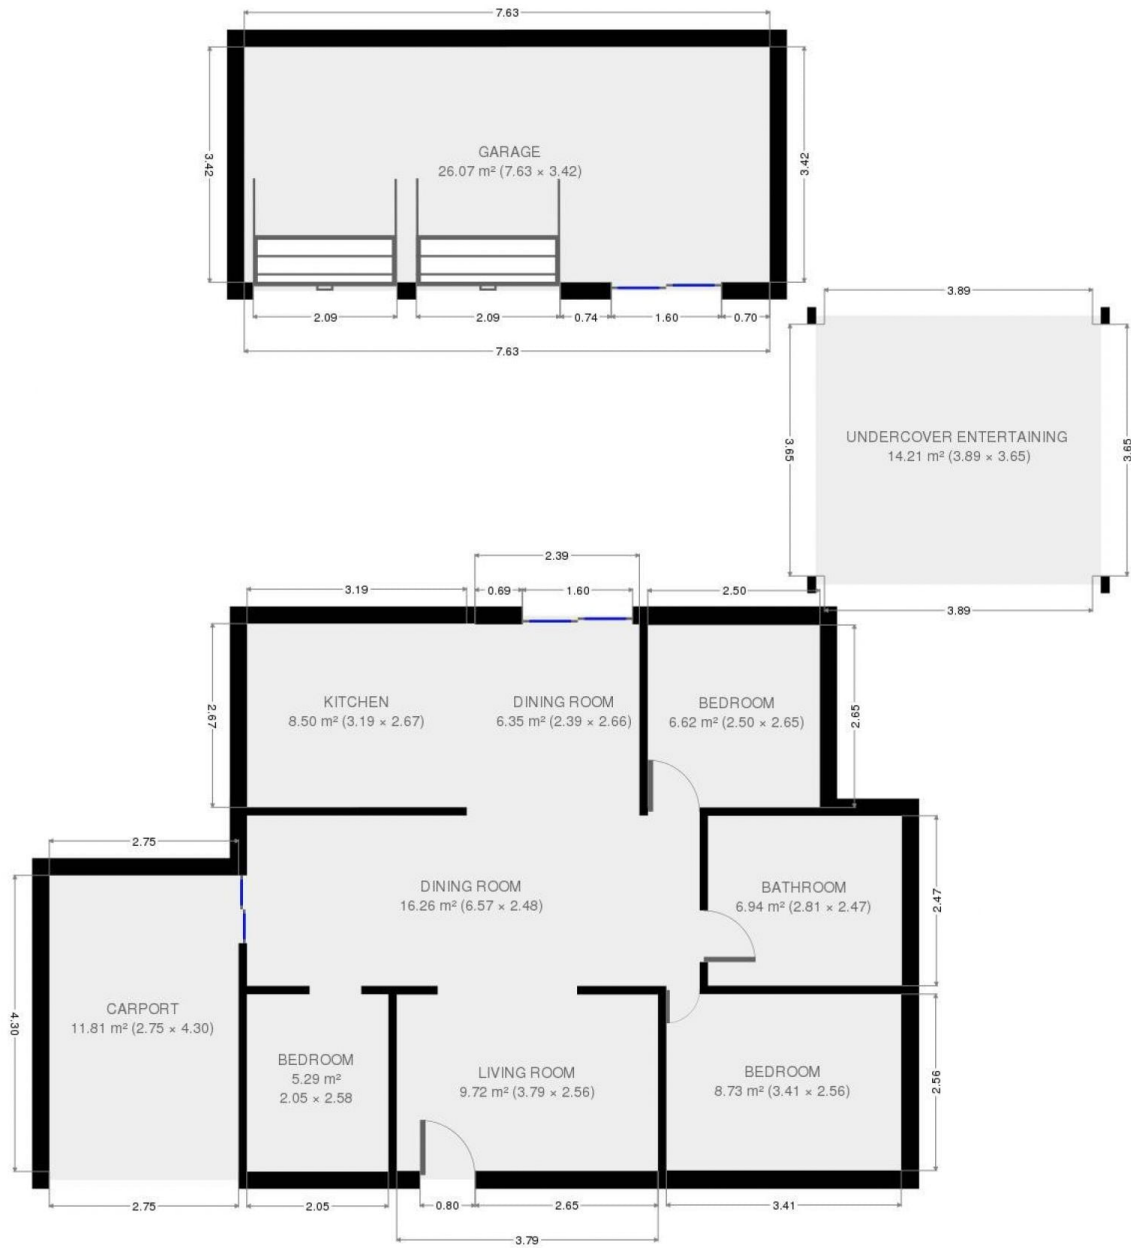 7.63
3.42
3.42
GARAGE
26.07 m² (7.63 × 3.42)
2.09
2.09
0.74
1.60
0.70
7.63
3.89
3.65
3.65
UNDERCOVER ENTERTAINING
14.21 m² (3.89 × 3.65)
3.89
2.39
3.19
0.69
1.60
2.50
2.67
KITCHEN
8.50 m² (3.19 × 2.67)
DINING ROOM
6.35 m² (2.39 × 2.66)
BEDROOM
6.62 m² (2.50 × 2.65)
2.65
2.75
DINING ROOM
16.26 m² (6.57 × 2.48)
BATHROOM
6.94 m² (2.81 × 2.47)
2.47
4.30
CARPORT
11.81 m² (2.75 × 4.30)
BEDROOM
5.29 m²
2.05 × 2.58
LIVING ROOM
9.72 m² (3.79 × 2.56)
BEDROOM
8.73 m² (3.41 × 2.56)
2.56
2.75
2.05
0.80
2.65
3.41
3.79